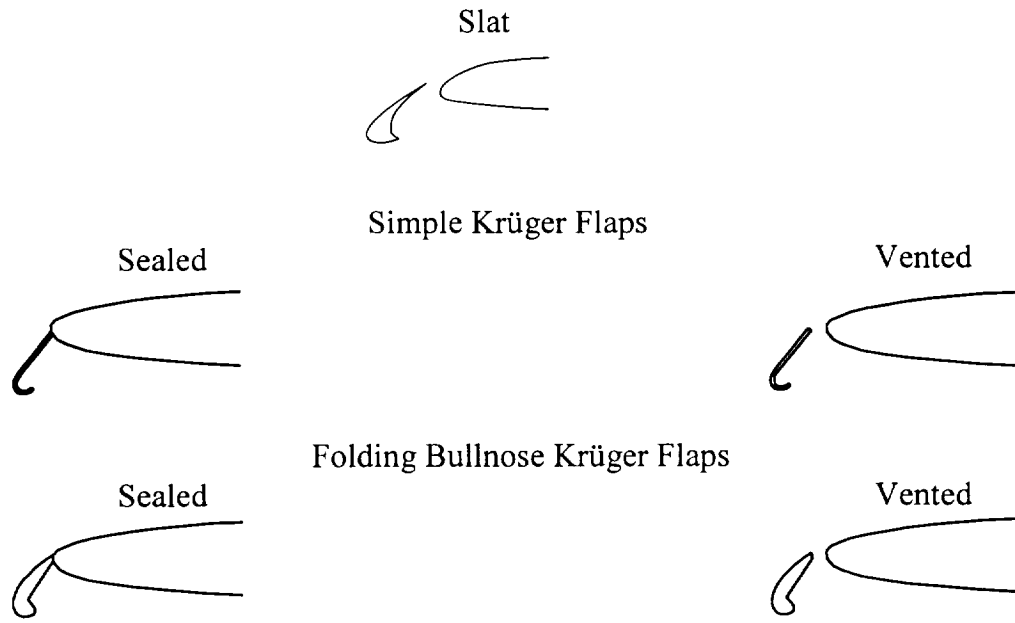 Slat
Simple Krüger Flaps
Sealed
Vented
Folding Bullnose Krüger Flaps
Sealed
Vented